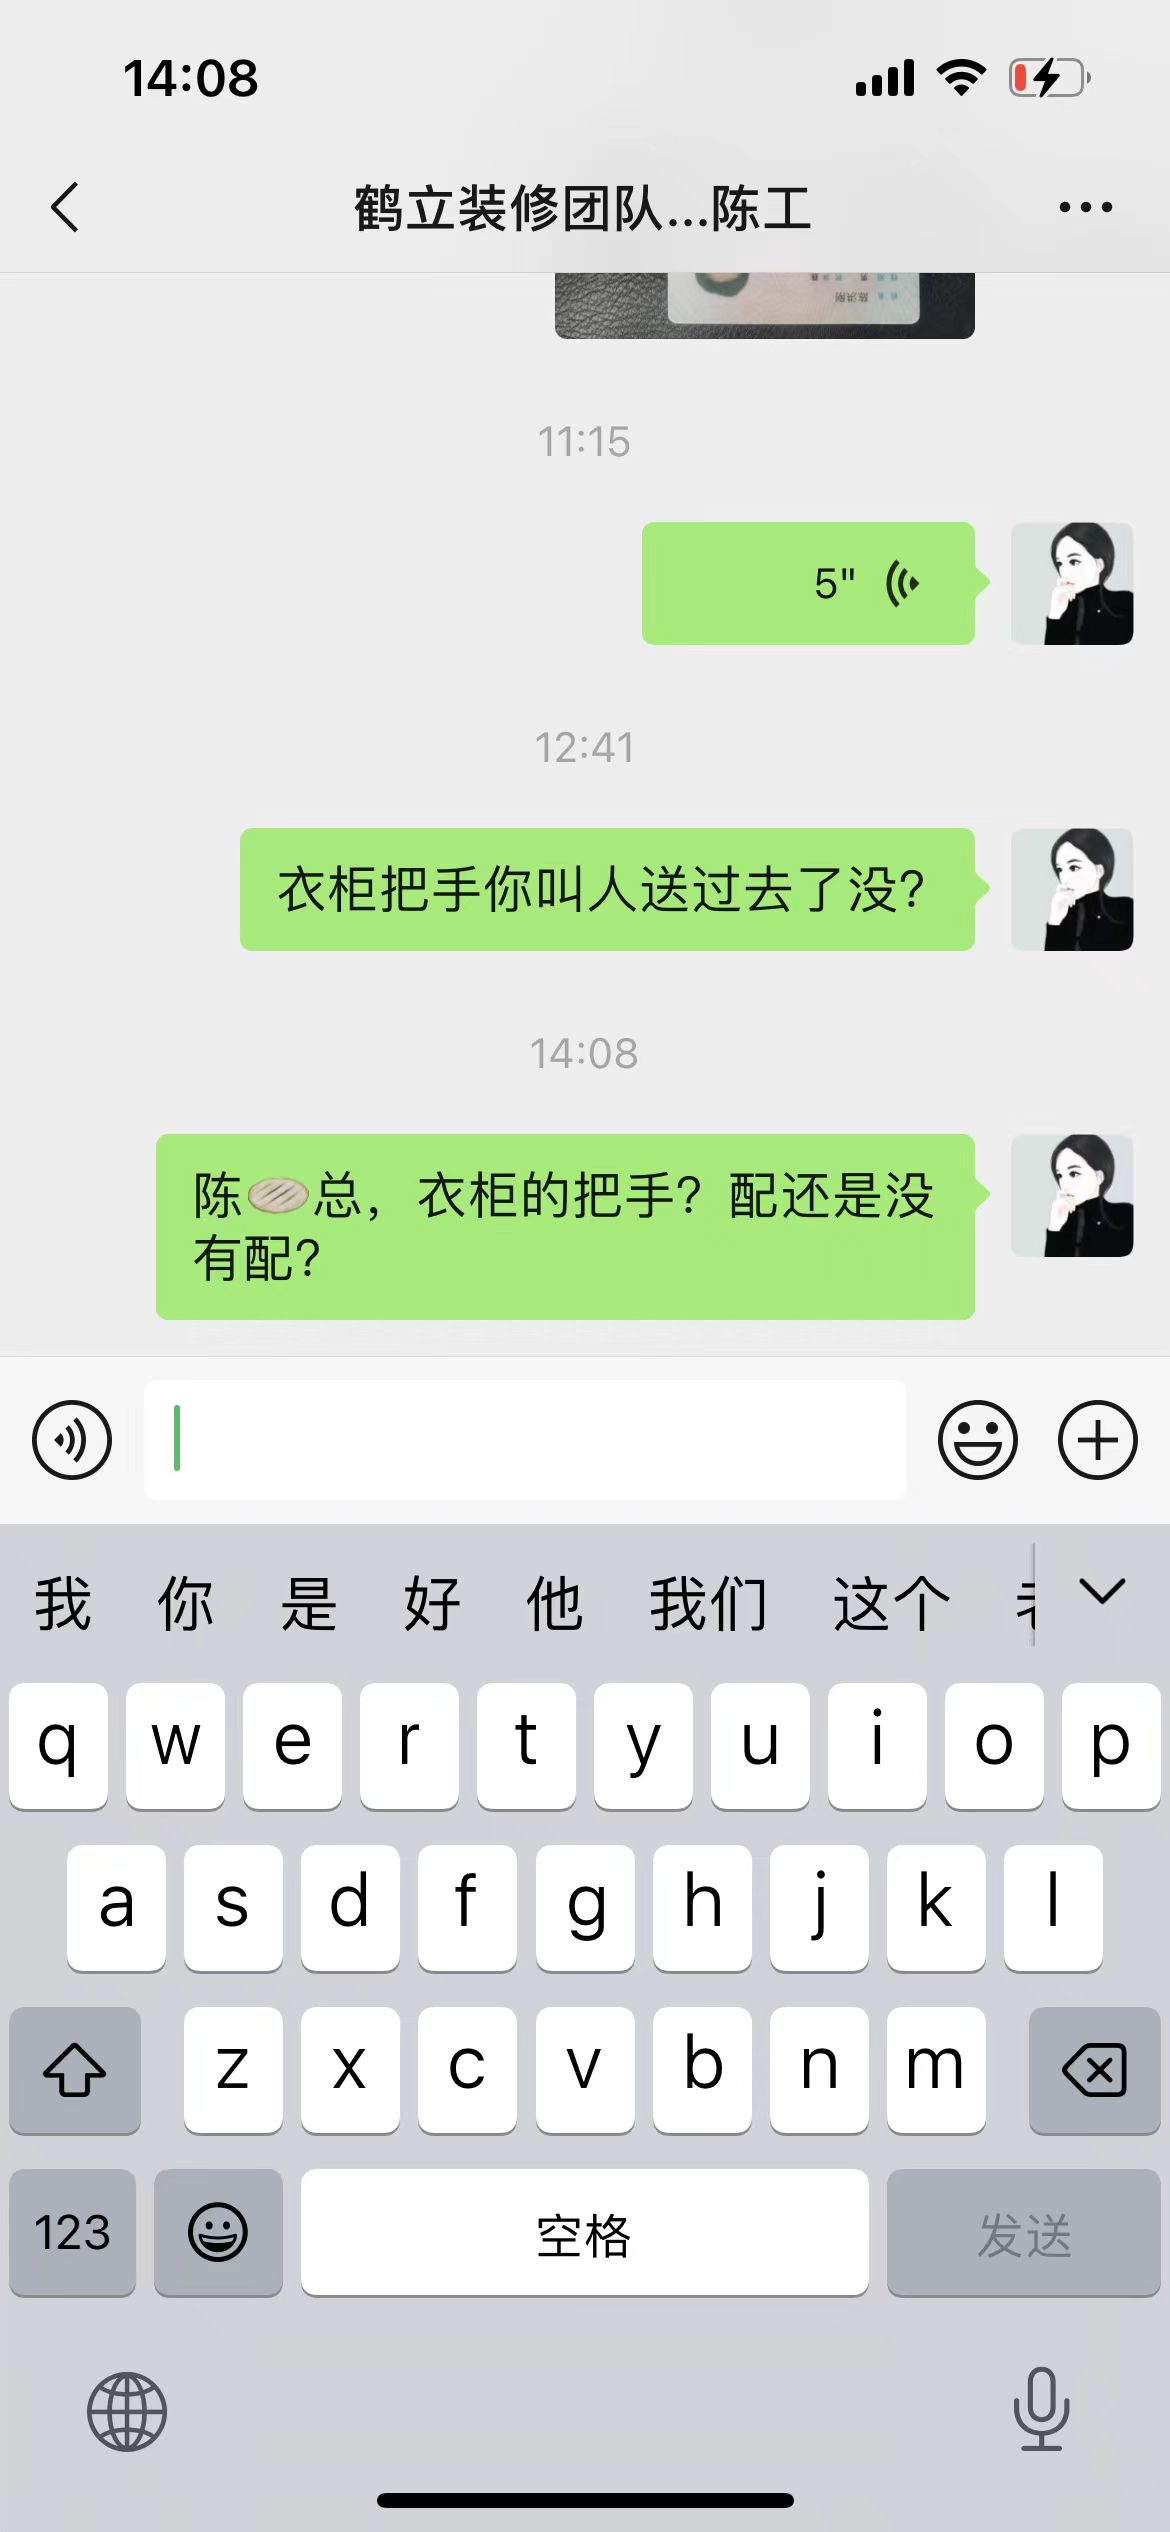 14:08
鹤立装修团队...陈工
11:15
5"
12:41
衣柜把手你叫人送过去了没?
14:08
陈🫓总，衣柜的把手？配还是没
有配?
我 你 是 好 他 我们 这个
q w e r t y u i o p
a s d f g h j k l
z x c v b n m
123 空格 发送